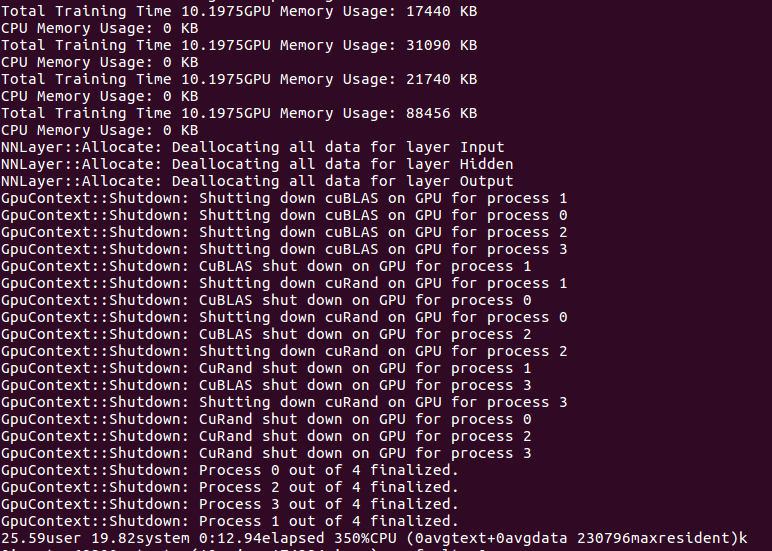 Total Training Time 10.1975GPU Memory Usage: 17440 KB
CPU Memory Usage: 0 KB
Total Training Time 10.1975GPU Memory Usage: 31090 KB
CPU Memory Usage: 0 KB
Total Training Time 10.1975GPU Memory Usage: 21740 KB
CPU Memory Usage: 0 KB
Total Training Time 10.1975GPU Memory Usage: 88456 KB
CPU Memory Usage: 0 KB
NNLayer::Allocate: Deallocating all data for layer Input
NNLayer::Allocate: Deallocating all data for layer Hidden
NNLayer::Allocate: Deallocating all data for layer Output
GpuContext::Shutdown: Shutting down cuBLAS on GPU for process 1
GpuContext::Shutdown: Shutting down cuBLAS on GPU for process 0
GpuContext::Shutdown: Shutting down cuBLAS on GPU for process 2
GpuContext::Shutdown: Shutting down cuBLAS on GPU for process 3
GpuContext::Shutdown: CuBLAS shut down on GPU for process 1
GpuContext::Shutdown: Shutting down cuRand on GPU for process 1
GpuContext::Shutdown: CuBLAS shut down on GPU for process 0
GpuContext::Shutdown: Shutting down cuRand on GPU for process 0
GpuContext::Shutdown: CuBLAS shut down on GPU for process 2
GpuContext::Shutdown: Shutting down cuRand on GPU for process 2
GpuContext::Shutdown: CuRand shut down on GPU for process 1
GpuContext::Shutdown: CuBLAS shut down on GPU for process 3
GpuContext::Shutdown: Shutting down cuRand on GPU for process 3
GpuContext::Shutdown: CuRand shut down on GPU for process 0
GpuContext::Shutdown: CuRand shut down on GPU for process 2
GpuContext::Shutdown: CuRand shut down on GPU for process 3
GpuContext::Shutdown: Process 0 out of 4 finalized.
GpuContext::Shutdown: Process 2 out of 4 finalized.
GpuContext::Shutdown: Process 3 out of 4 finalized.
GpuContext::Shutdown: Process 1 out of 4 finalized.
25.59user 19.82system 0:12.94elapsed 350%CPU (0avgtext+0avgdata 230796maxresident)k